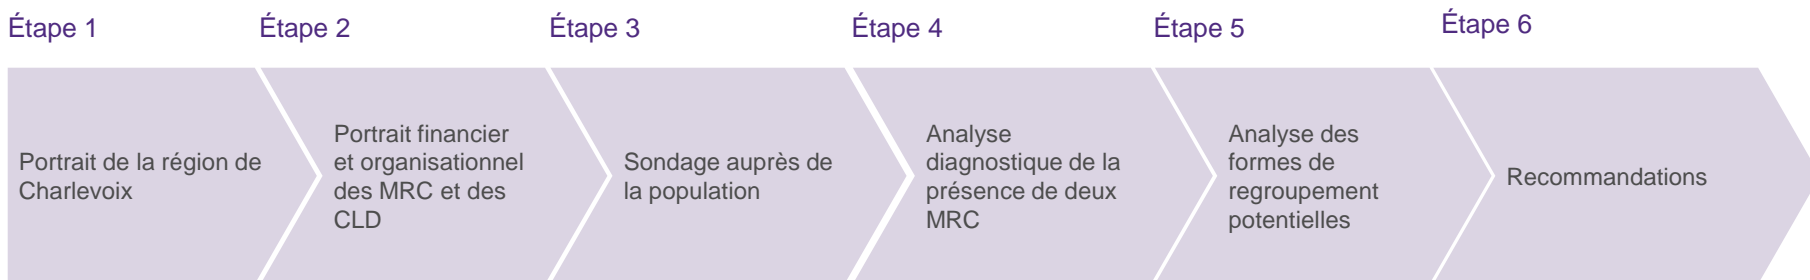 Étape 1
Étape 2
Étape 3
Étape 4
Étape 5
Étape 6
Portrait de la région de
Charlevoix
Portrait financier
et organisationnel
des MRC et des
CLD
Sondage auprès de
la population
Analyse
diagnostique de la
présence de deux
MRC
Analyse des
formes de
regroupement
potentielles
Recommandations